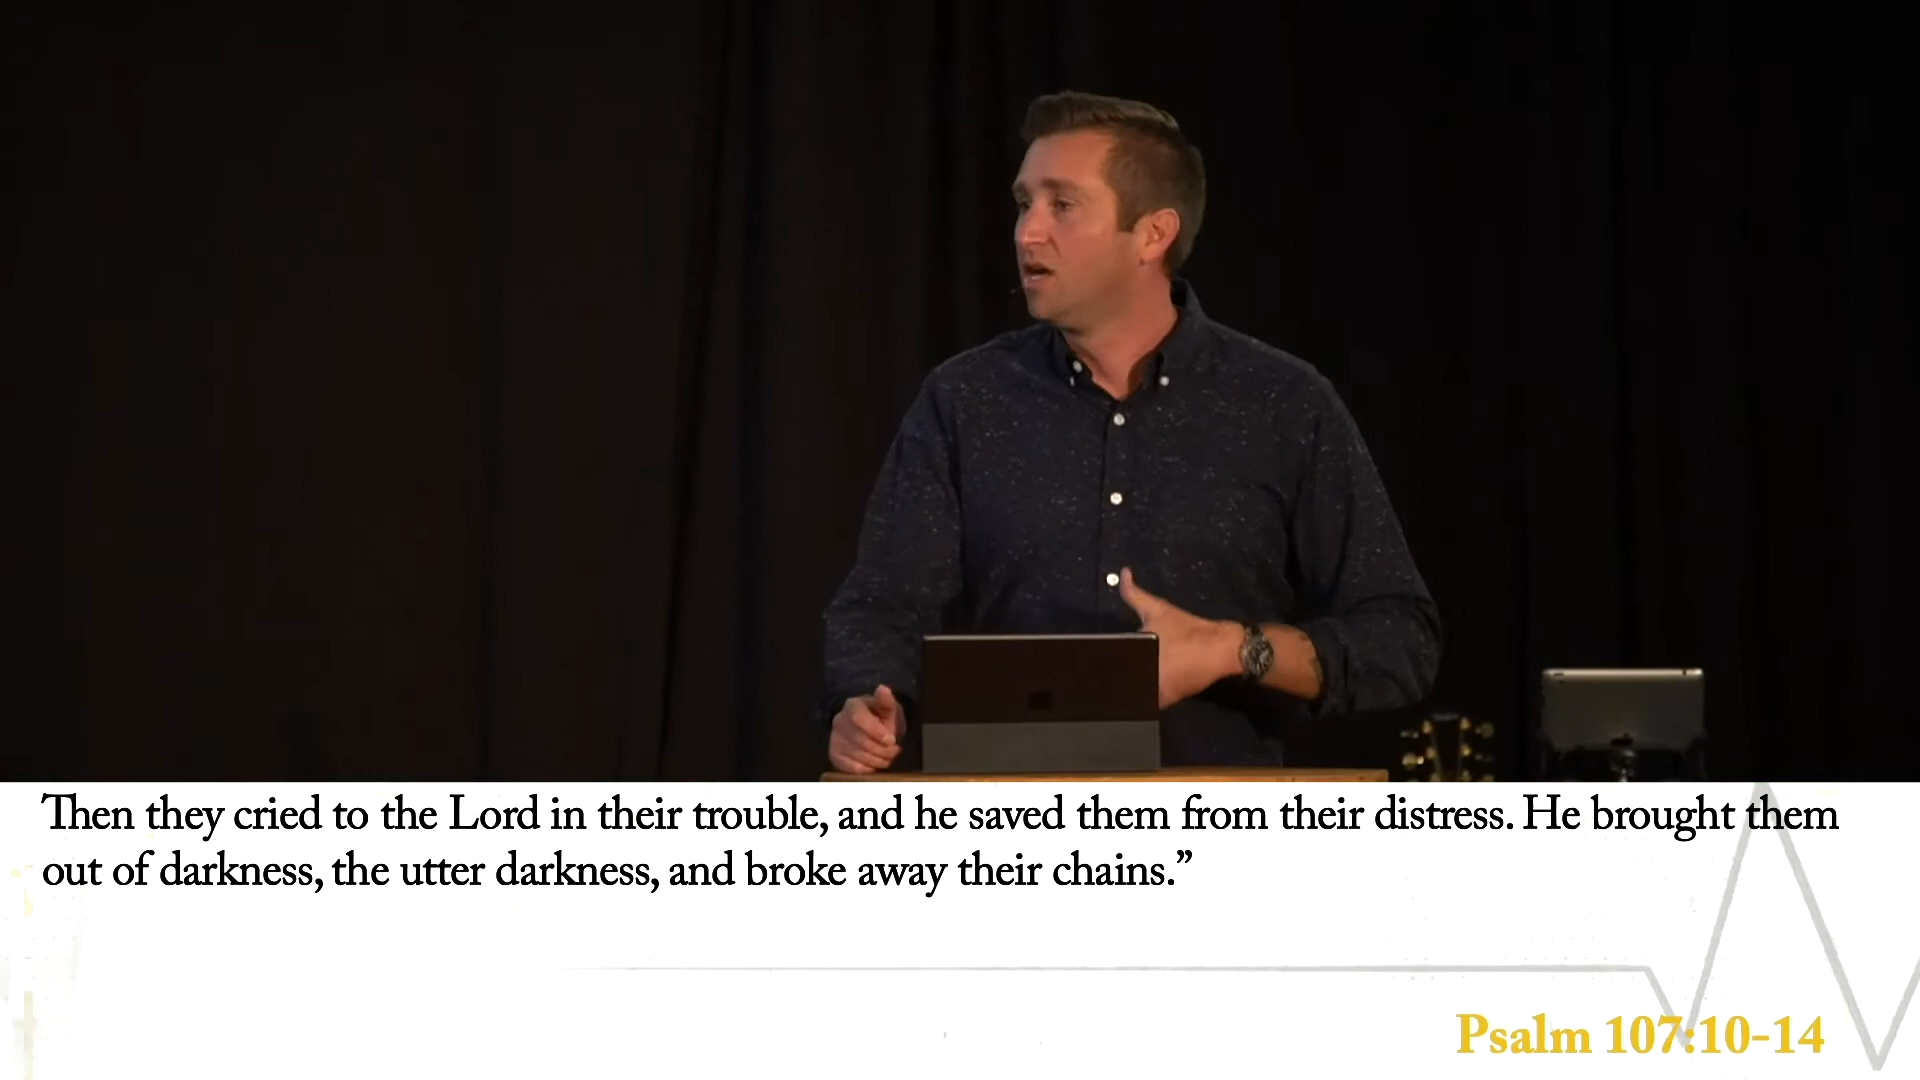 Then they cried to the Lord in their trouble, and he saved them from their distress. He brought them
out of darkness, the utter darkness, and broke away their chains.”
Psalm 107:10-14